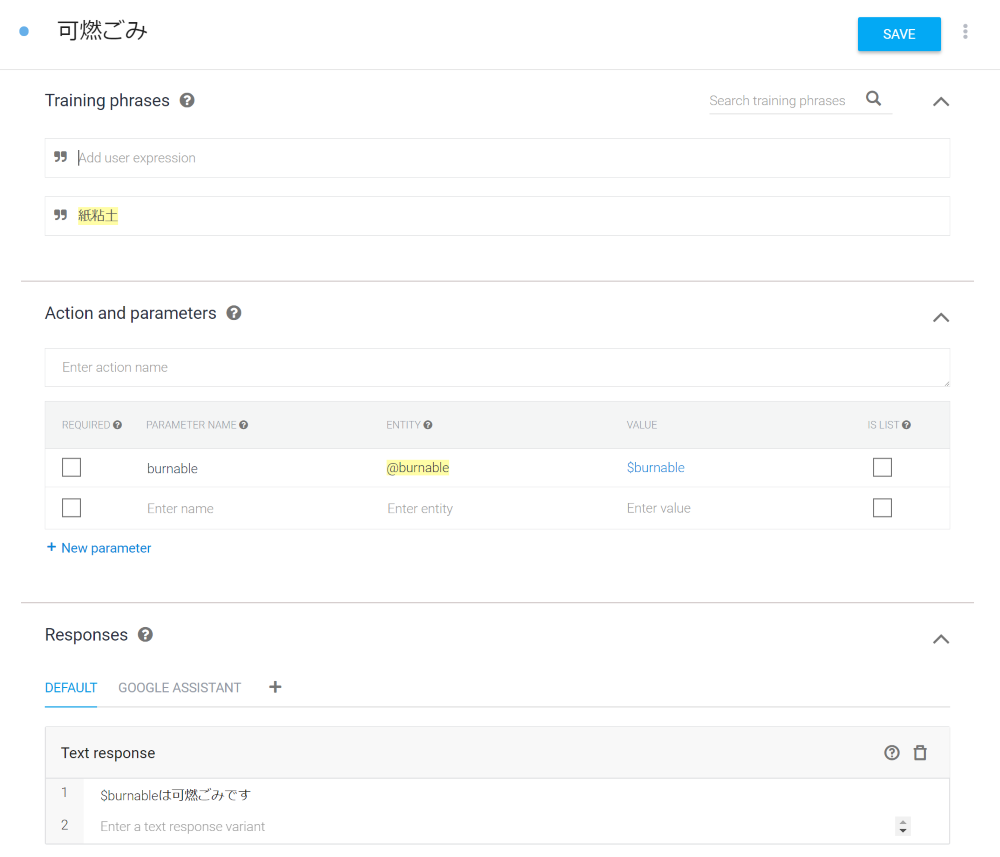 可燃ごみ
SAVE
Training phrases
Search training phrases
Add user expression
紙粘土
Action and parameters
Enter action name
REQUIRED PARAMETER NAME ENTITY VALUE IS LIST
burnable @burnable $burnable
Enter name Enter entity Enter value
+ New parameter
Responses
DEFAULT GOOGLE ASSISTANT +
Text response
1 $burnableは可燃ごみです
2 Enter a text response variant